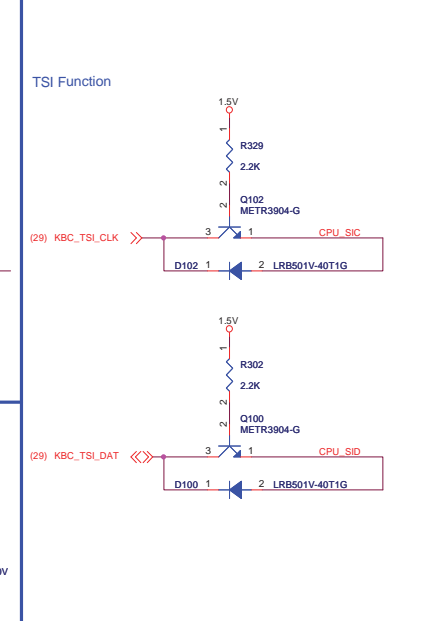 TSI Function
1.5V
1
R329
2.2K
2
2
Q102
METR3904-G
(29) KBC_TSI_CLK
3
1
CPU_SIC
D102
1
2
LRB501V-40T1G
1.5V
1
R302
2.2K
2
2
Q100
METR3904-G
(29) KBC_TSI_DAT
3
1
CPU_SID
D100
1
2
LRB501V-40T1G